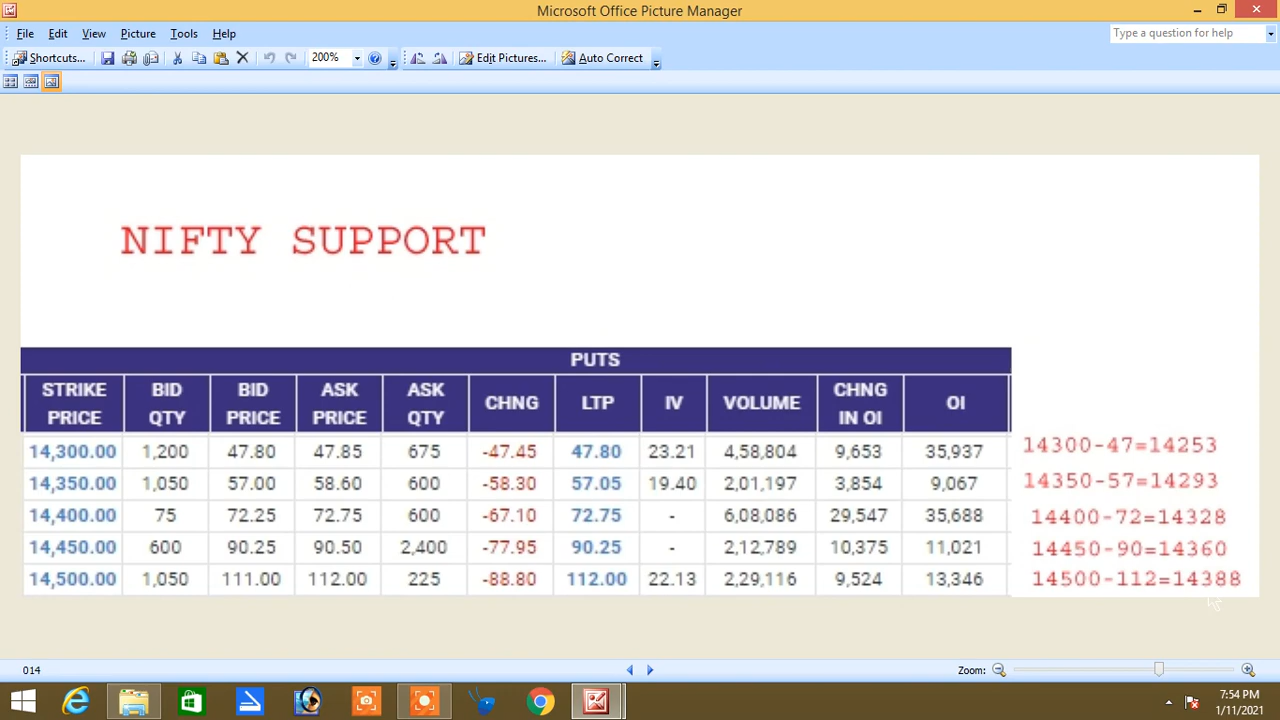 Microsoft Office Picture Manager
File Edit View Picture Tools Help
Type a question for help
Shortcuts... 200% Edit Pictures... Auto Correct
NIFTY SUPPORT
PUTS
STRIKE PRICE BID QTY BID PRICE ASK PRICE ASK QTY CHNG LTP IV VOLUME CHNG IN OI OI
14,300.00 1,200 47.80 47.85 675 -47.45 47.80 23.21 4,58,804 9,653 35,937 14300-47=14253
14,350.00 1,050 57.00 58.60 600 -58.30 57.05 19.40 2,01,197 3,854 9,067 14350-57=14293
14,400.00 75 72.25 72.75 600 -67.10 72.75 - 6,08,086 29,547 35,688 14400-72=14328
14,450.00 600 90.25 90.50 2,400 -77.95 90.25 - 2,12,789 10,375 11,021 14450-90=14360
14,500.00 1,050 111.00 112.00 225 -88.80 112.00 22.13 2,29,116 9,524 13,346 14500-112=14388
014 Zoom:
7:54 PM
1/11/2021